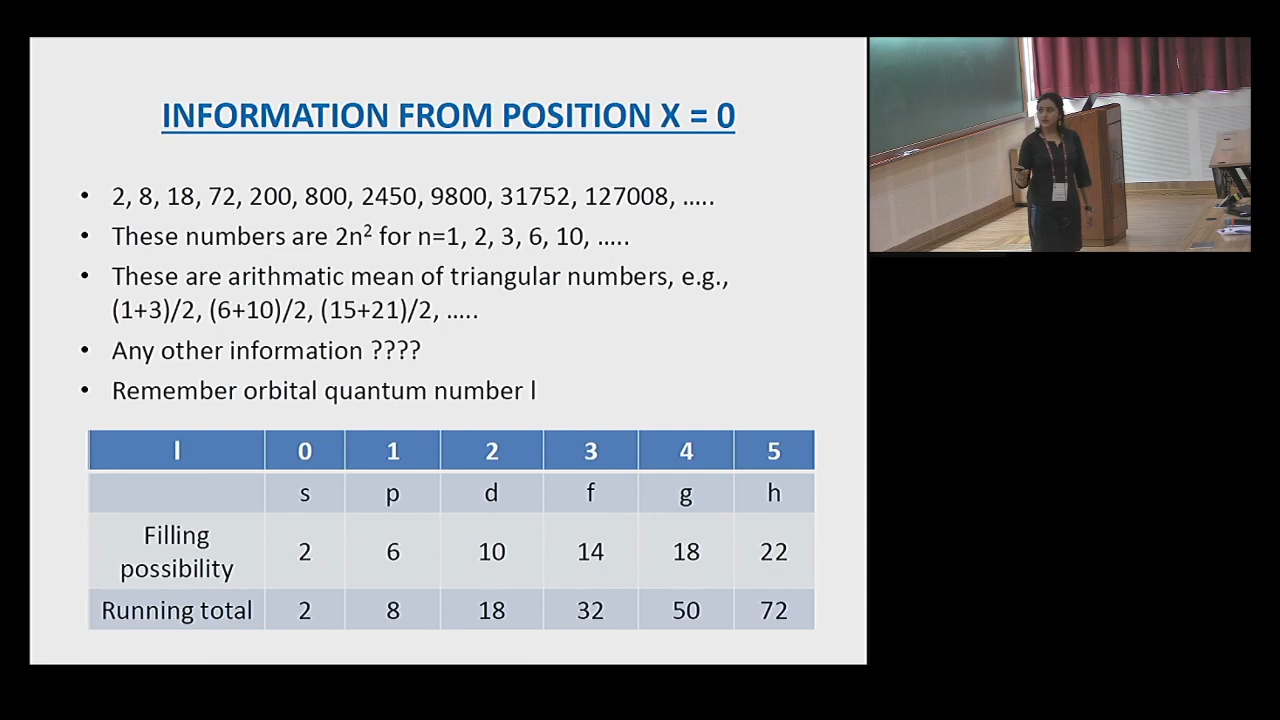 INFORMATION FROM POSITION X = 0
• 2, 8, 18, 72, 200, 800, 2450, 9800, 31752, 127008, …..
• These numbers are 2n² for n=1, 2, 3, 6, 10, …..
• These are arithmatic mean of triangular numbers, e.g.,
(1+3)/2, (6+10)/2, (15+21)/2, …..
• Any other information ????
• Remember orbital quantum number l
l 0 1 2 3 4 5
s p d f g h
Filling
possibility 2 6 10 14 18 22
Running total 2 8 18 32 50 72